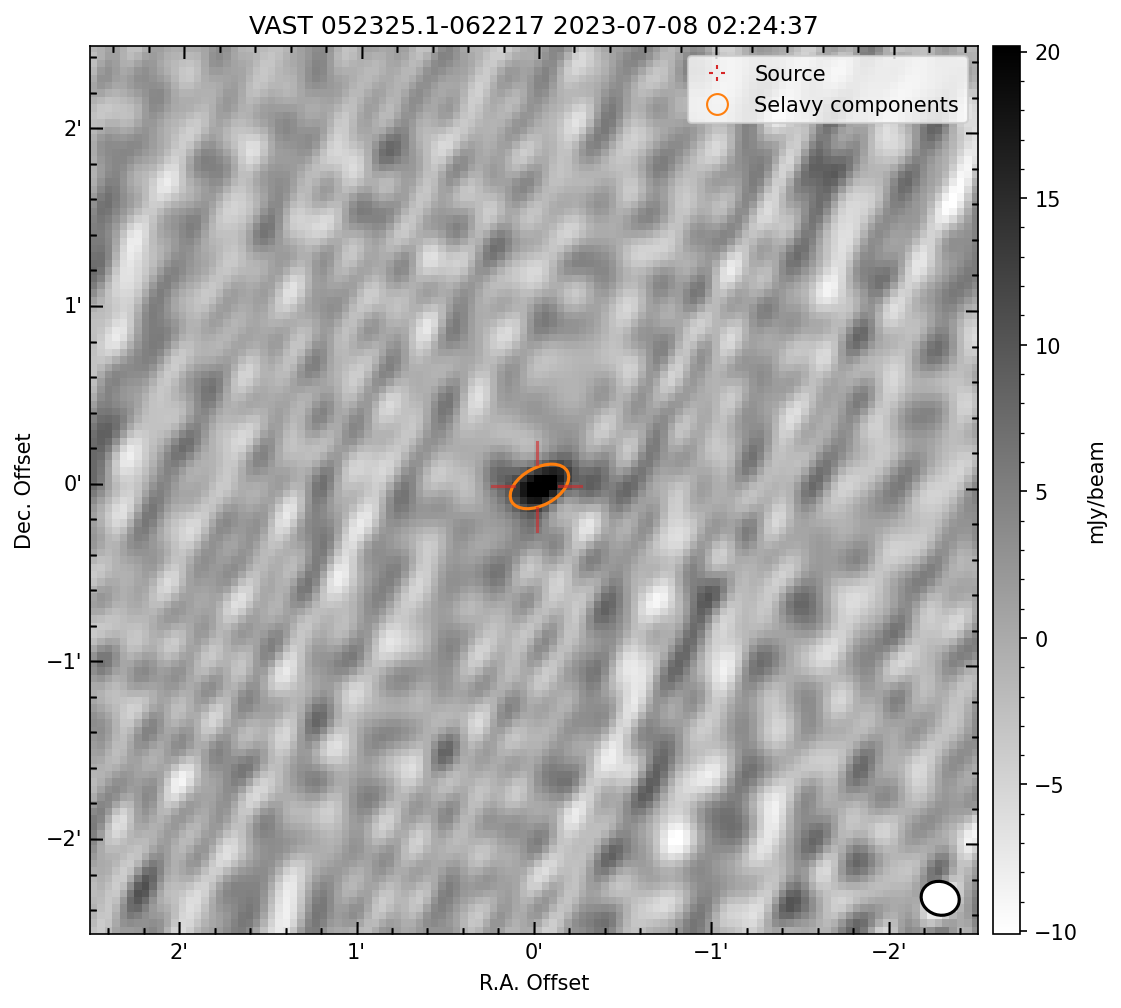 VAST 052325.1-062217 2023-07-08 02:24:37
Source
Selavy components
2'
1'
0'
−1'
−2'
Dec. Offset
2'
1'
0'
−1'
−2'
R.A. Offset
20
15
10
5
0
−5
−10
mJy/beam